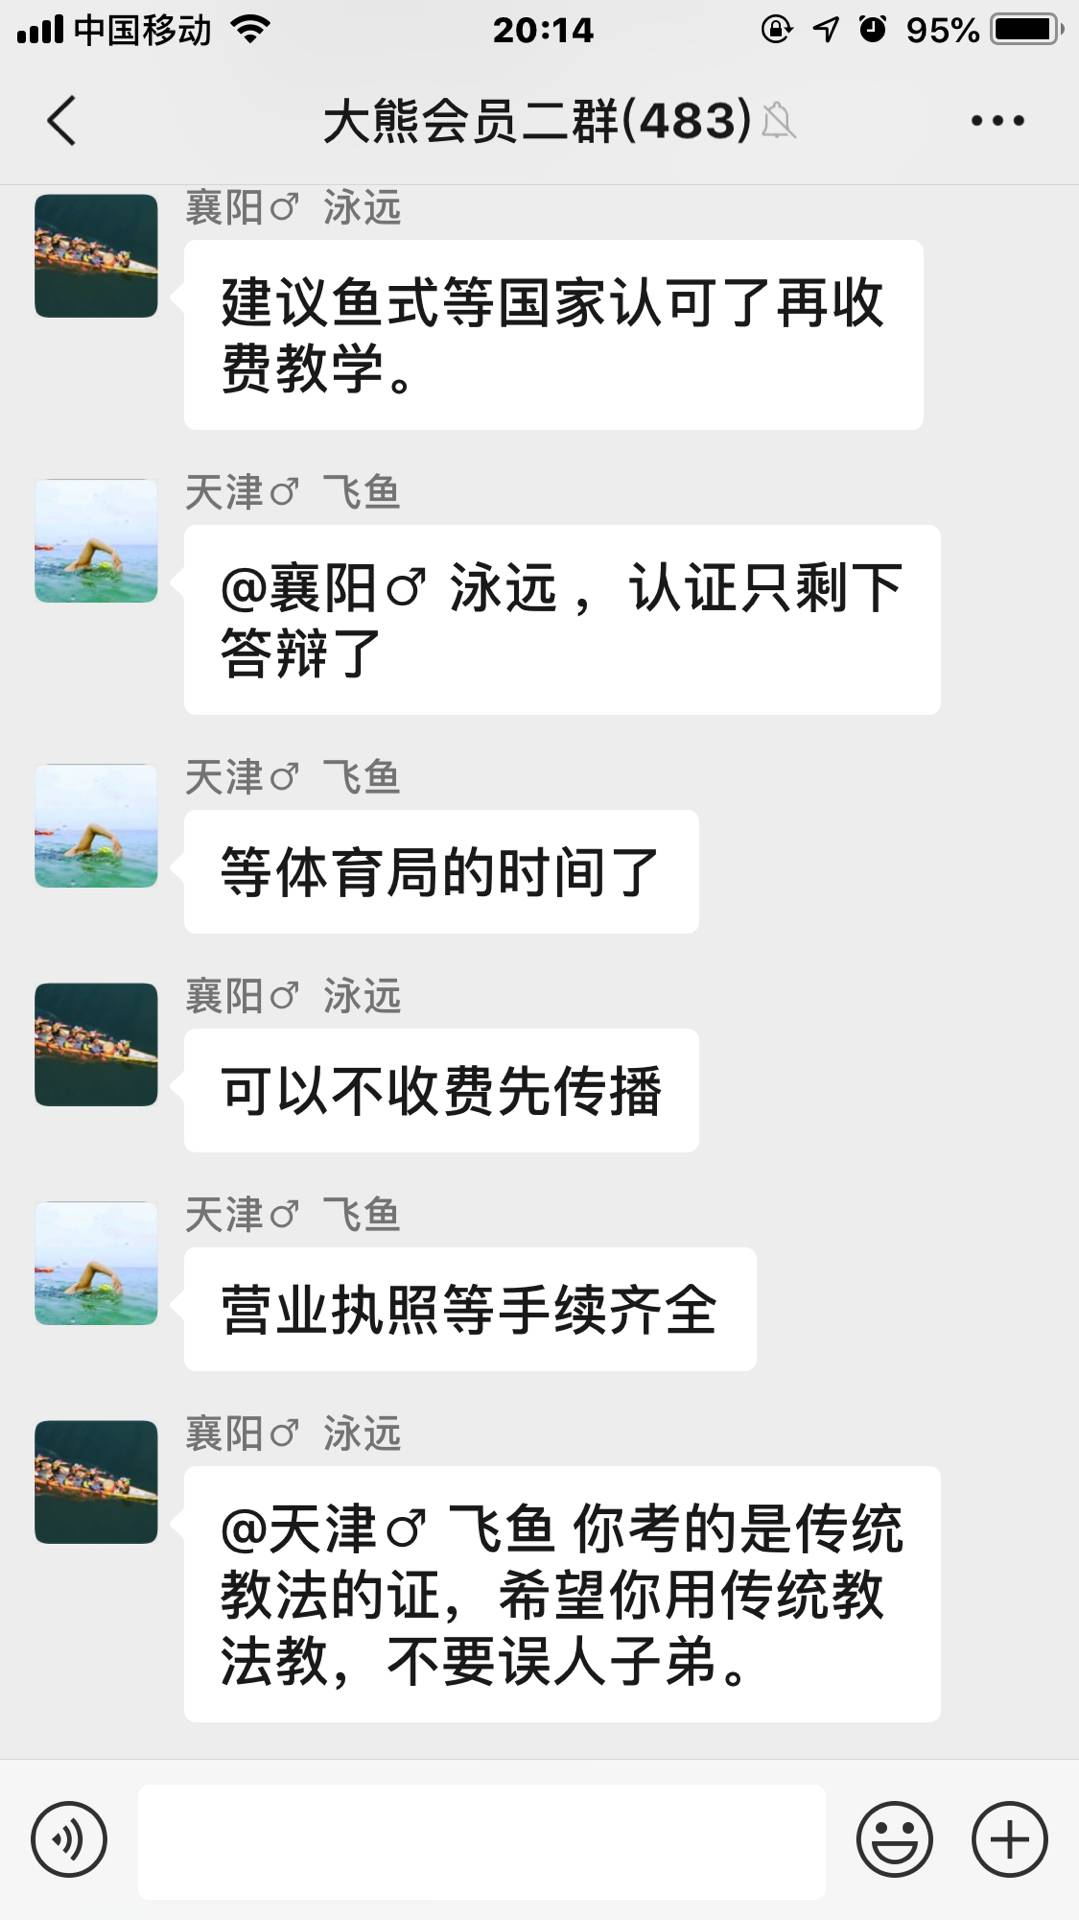 中国移动 20:14 95%
大熊会员二群(483)
襄阳♂ 泳远
建议鱼式等国家认可了再收
费教学。
天津♂ 飞鱼
@襄阳♂ 泳远 ，认证只剩下
答辩了
天津♂ 飞鱼
等体育局的时间了
襄阳♂ 泳远
可以不收费先传播
天津♂ 飞鱼
营业执照等手续齐全
襄阳♂ 泳远
@天津♂ 飞鱼 你考的是传统
教法的证，希望你用传统教
法教，不要误人子弟。